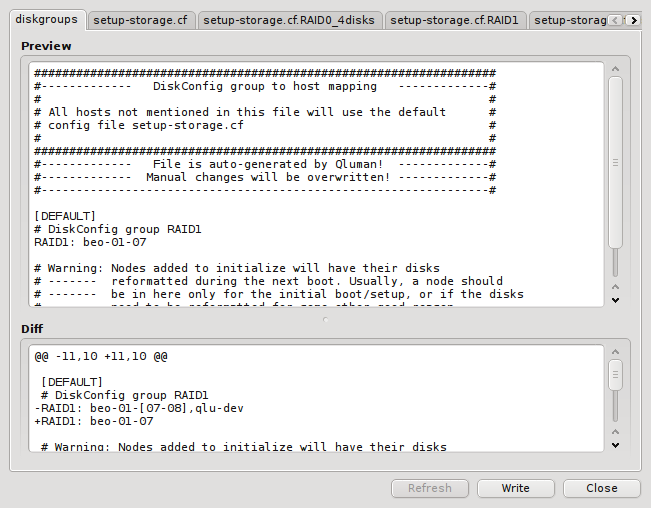 diskgroups setup-storage.cf setup-storage.cf.RAID0_4disks setup-storage.cf.RAID1 setup-storag
Preview
##################################################################
#------------- DiskConfig group to host mapping -------------#
# #
# All hosts not mentioned in this file will use the default #
# config file setup-storage.cf #
# #
##################################################################
#------------- File is auto-generated by Qluman! -------------#
#------------- Manual changes will be overwritten! -------------#
#----------------------------------------------------------------#
[DEFAULT]
# DiskConfig group RAID1
RAID1: beo-01-07
# Warning: Nodes added to initialize will have their disks
# ------- reformatted during the next boot. Usually, a node should
# ------- be in here only for the initial boot/setup, or if the disks
Diff
@@ -11,10 +11,10 @@
[DEFAULT]
# DiskConfig group RAID1
-RAID1: beo-01-[07-08],qlu-dev
+RAID1: beo-01-07
# Warning: Nodes added to initialize will have their disks
Refresh Write Close